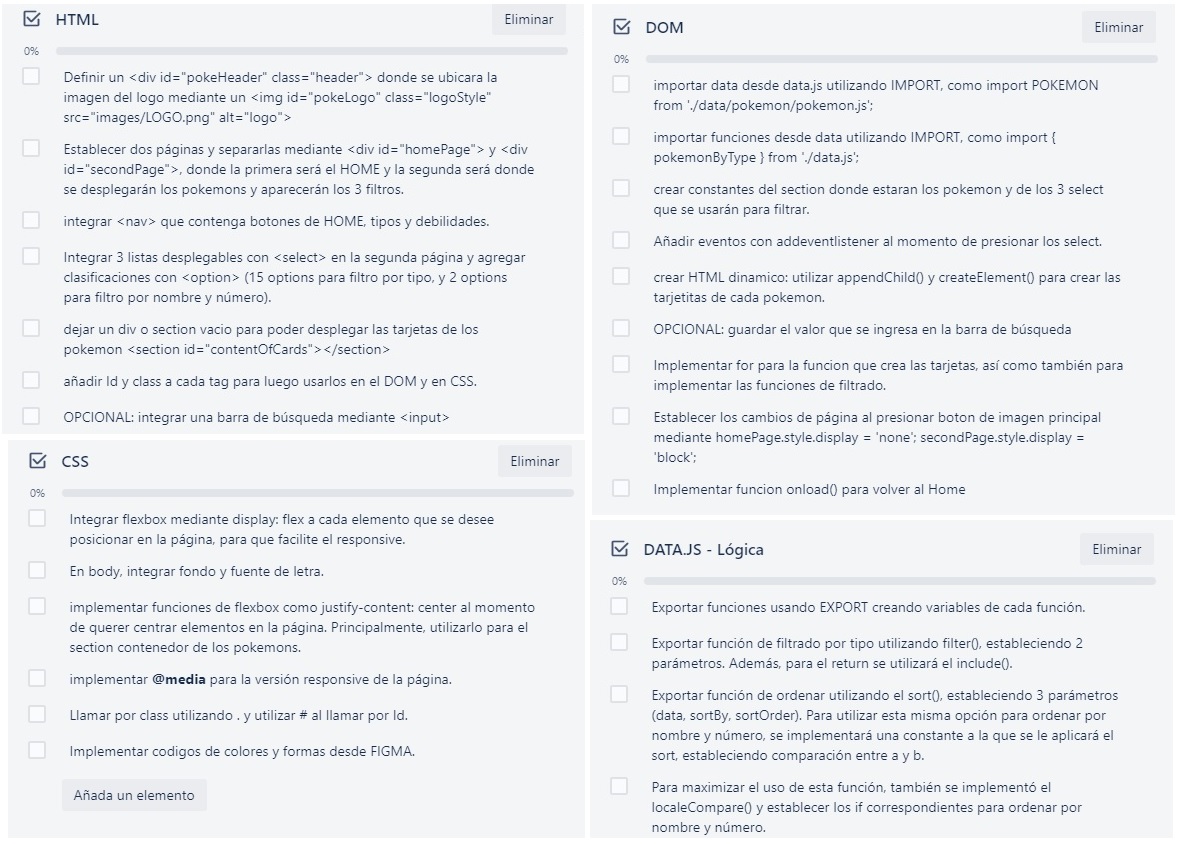 HTML
Eliminar
0%
Definir un <div id="pokeHeader" class="header"> donde se ubicara la
imagen del logo mediante un <img id="pokeLogo" class="logoStyle"
src="images/LOGO.png" alt="logo">
Establecer dos páginas y separarlas mediante <div id="homePage"> y <div
id="secondPage">, donde la primera será el HOME y la segunda será donde
se desplegarán los pokemons y aparecerán los 3 filtros.
integrar <nav> que contenga botones de HOME, tipos y debilidades.
Integrar 3 listas desplegables con <select> en la segunda página y agregar
clasificaciones con <option> (15 options para filtro por tipo, y 2 options
para filtro por nombre y número).
dejar un div o section vacio para poder desplegar las tarjetas de los
pokemon <section id="contentOfCards"></section>
añadir Id y class a cada tag para luego usarlos en el DOM y en CSS.
OPCIONAL: integrar una barra de búsqueda mediante <input>
CSS
Eliminar
0%
Integrar flexbox mediante display: flex a cada elemento que se desee
posicionar en la página, para que facilite el responsive.
En body, integrar fondo y fuente de letra.
implementar funciones de flexbox como justify-content: center al momento
de querer centrar elementos en la página. Principalmente, utilizarlo para el
section contenedor de los pokemons.
implementar @media para la versión responsive de la página.
Llamar por class utilizando . y utilizar # al llamar por Id.
Implementar codigos de colores y formas desde FIGMA.
Añada un elemento
DOM
Eliminar
0%
importar data desde data.js utilizando IMPORT, como import POKEMON
from './data/pokemon/pokemon.js';
importar funciones desde data utilizando IMPORT, como import {
pokemonByType } from './data.js';
crear constantes del section donde estaran los pokemon y de los 3 select
que se usarán para filtrar.
Añadir eventos con addeventlistener al momento de presionar los select.
crear HTML dinamico: utilizar appendChild() y createElement() para crear las
tarjetitas de cada pokemon.
OPCIONAL: guardar el valor que se ingresa en la barra de búsqueda
Implementar for para la funcion que crea las tarjetas, así como también para
implementar las funciones de filtrado.
Establecer los cambios de página al presionar boton de imagen principal
mediante homePage.style.display = 'none'; secondPage.style.display =
'block';
Implementar funcion onload() para volver al Home
DATA.JS - Lógica
Eliminar
0%
Exportar funciones usando EXPORT creando variables de cada función.
Exportar función de filtrado por tipo utilizando filter(), estableciendo 2
parámetros. Además, para el return se utilizará el include().
Exportar función de ordenar utilizando el sort(), estableciendo 3 parámetros
(data, sortBy, sortOrder). Para utilizar esta misma opción para ordenar por
nombre y número, se implementará una constante a la que se le aplicará el
sort, estableciendo comparación entre a y b.
Para maximizar el uso de esta función, también se implementó el
localeCompare() y establecer los if correspondientes para ordenar por
nombre y número.